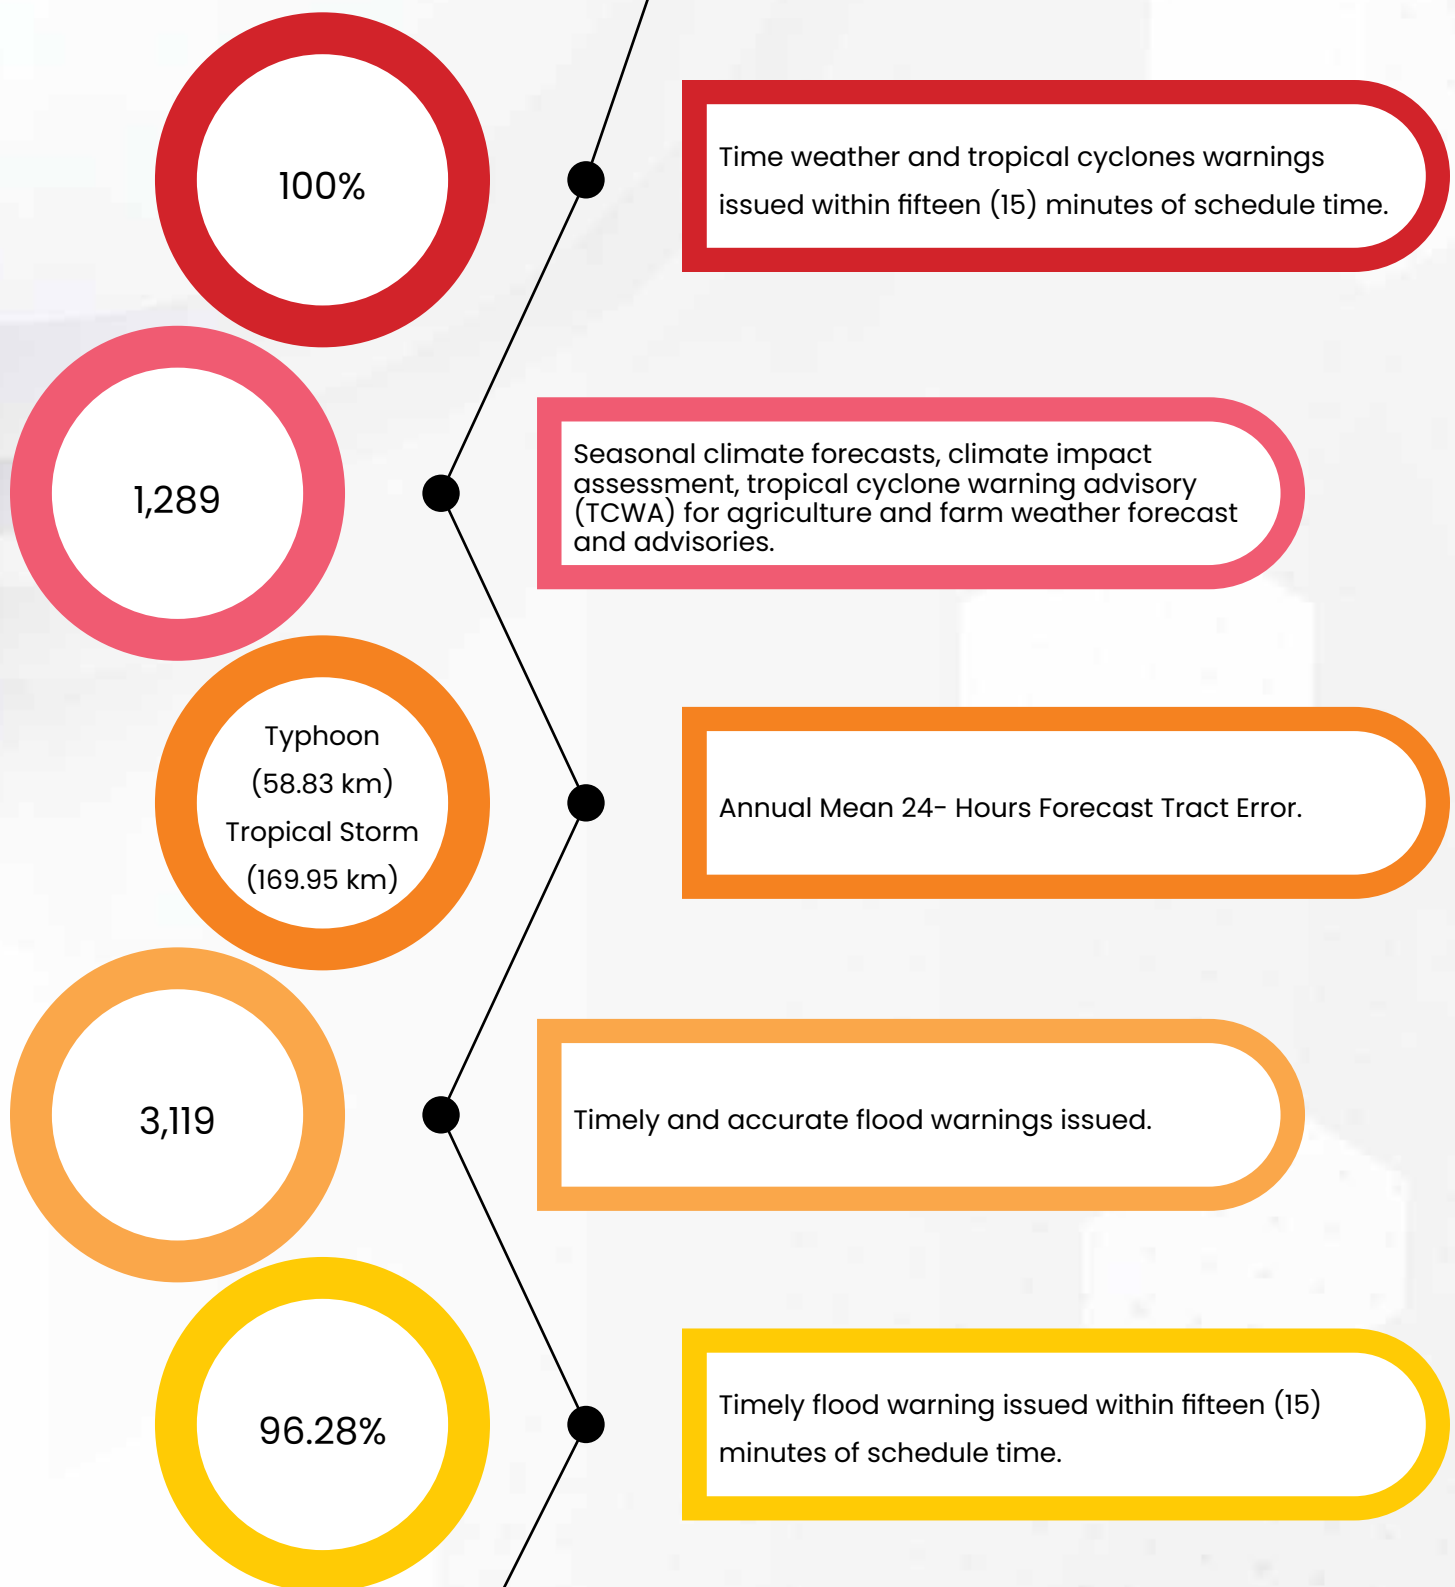 100%
Time weather and tropical cyclones warnings
issued within fifteen (15) minutes of schedule time.
1,289
Seasonal climate forecasts, climate impact
assessment, tropical cyclone warning advisory
(TCWA) for agriculture and farm weather forecast
and advisories.
Typhoon
(58.83 km)
Tropical Storm
(169.95 km)
Annual Mean 24- Hours Forecast Tract Error.
3,119
Timely and accurate flood warnings issued.
96.28%
Timely flood warning issued within fifteen (15)
minutes of schedule time.